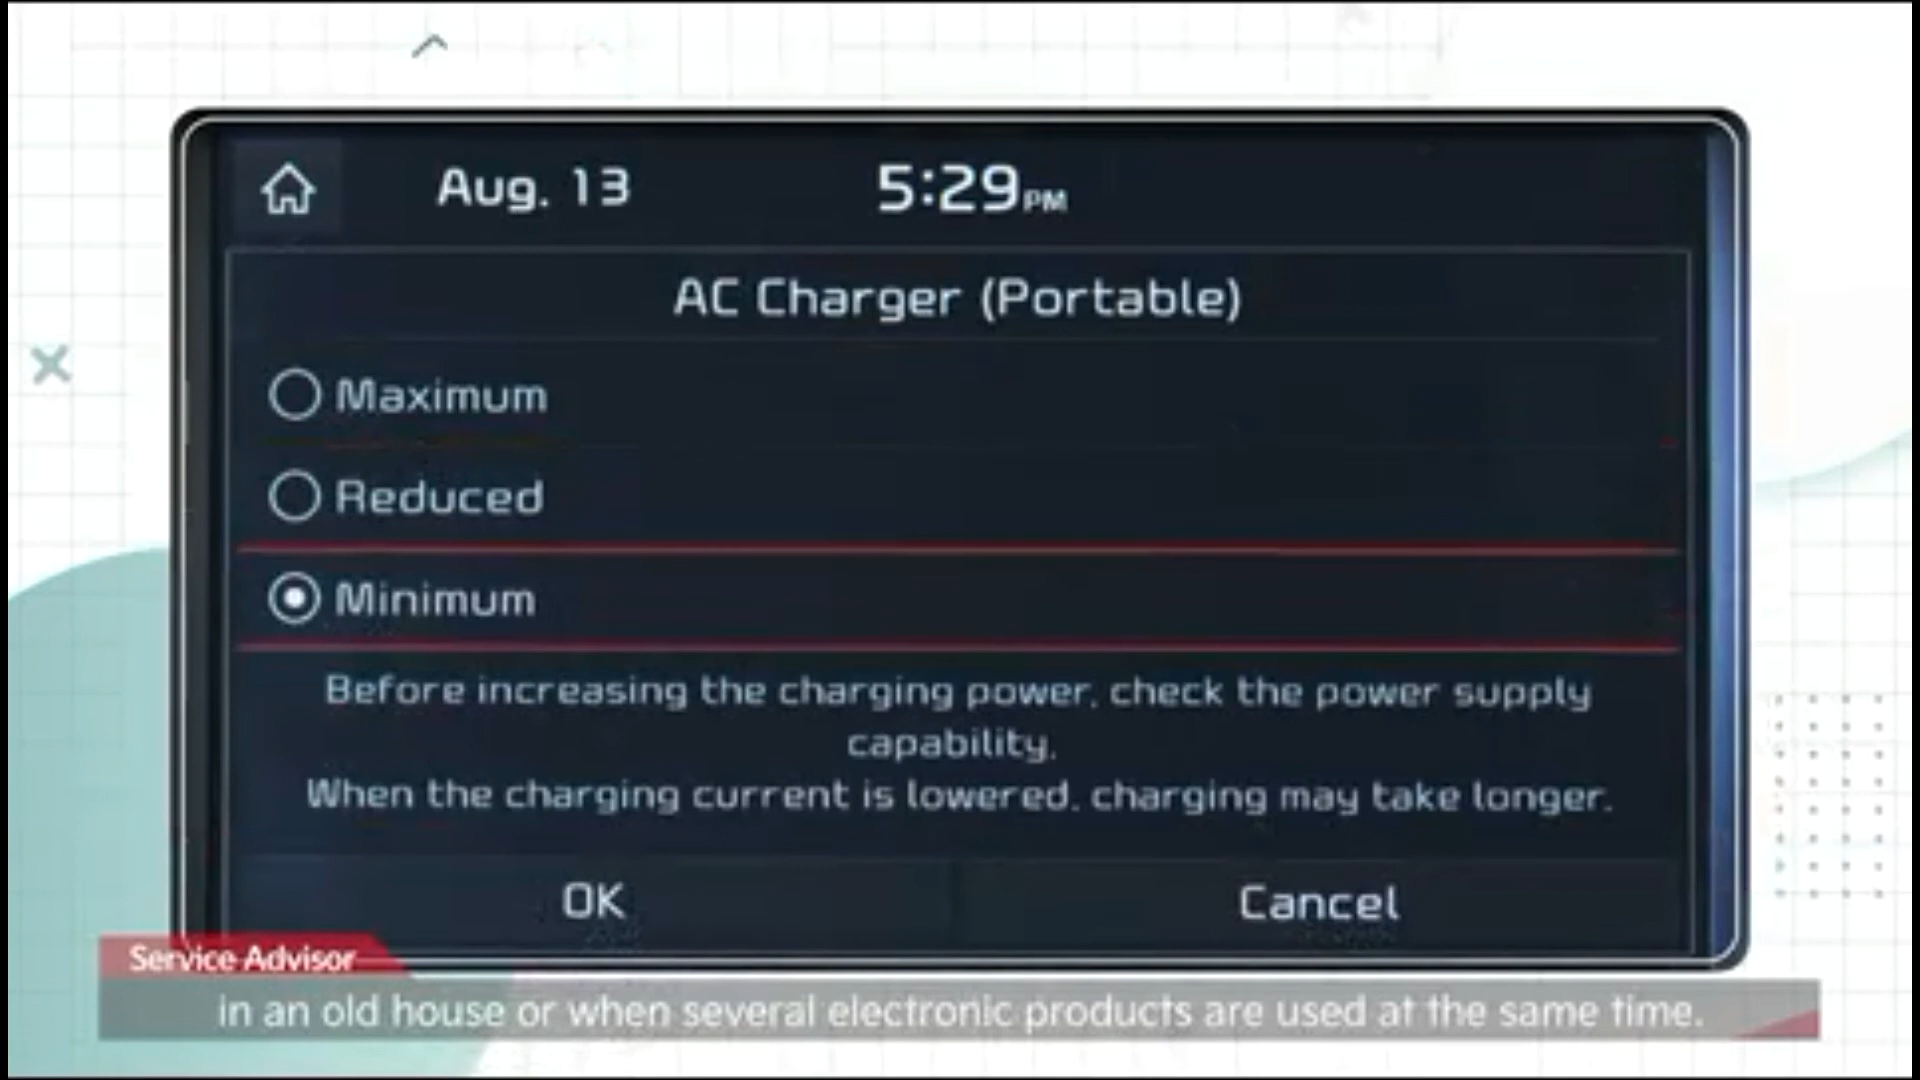 Aug. 13
5:29 PM
AC Charger (Portable)
Maximum
Reduced
Minimum
Before increasing the charging power, check the power supply
capability.
When the charging current is lowered, charging may take longer.
OK
Cancel
Service Advisor
in an old house or when several electronic products are used at the same time.